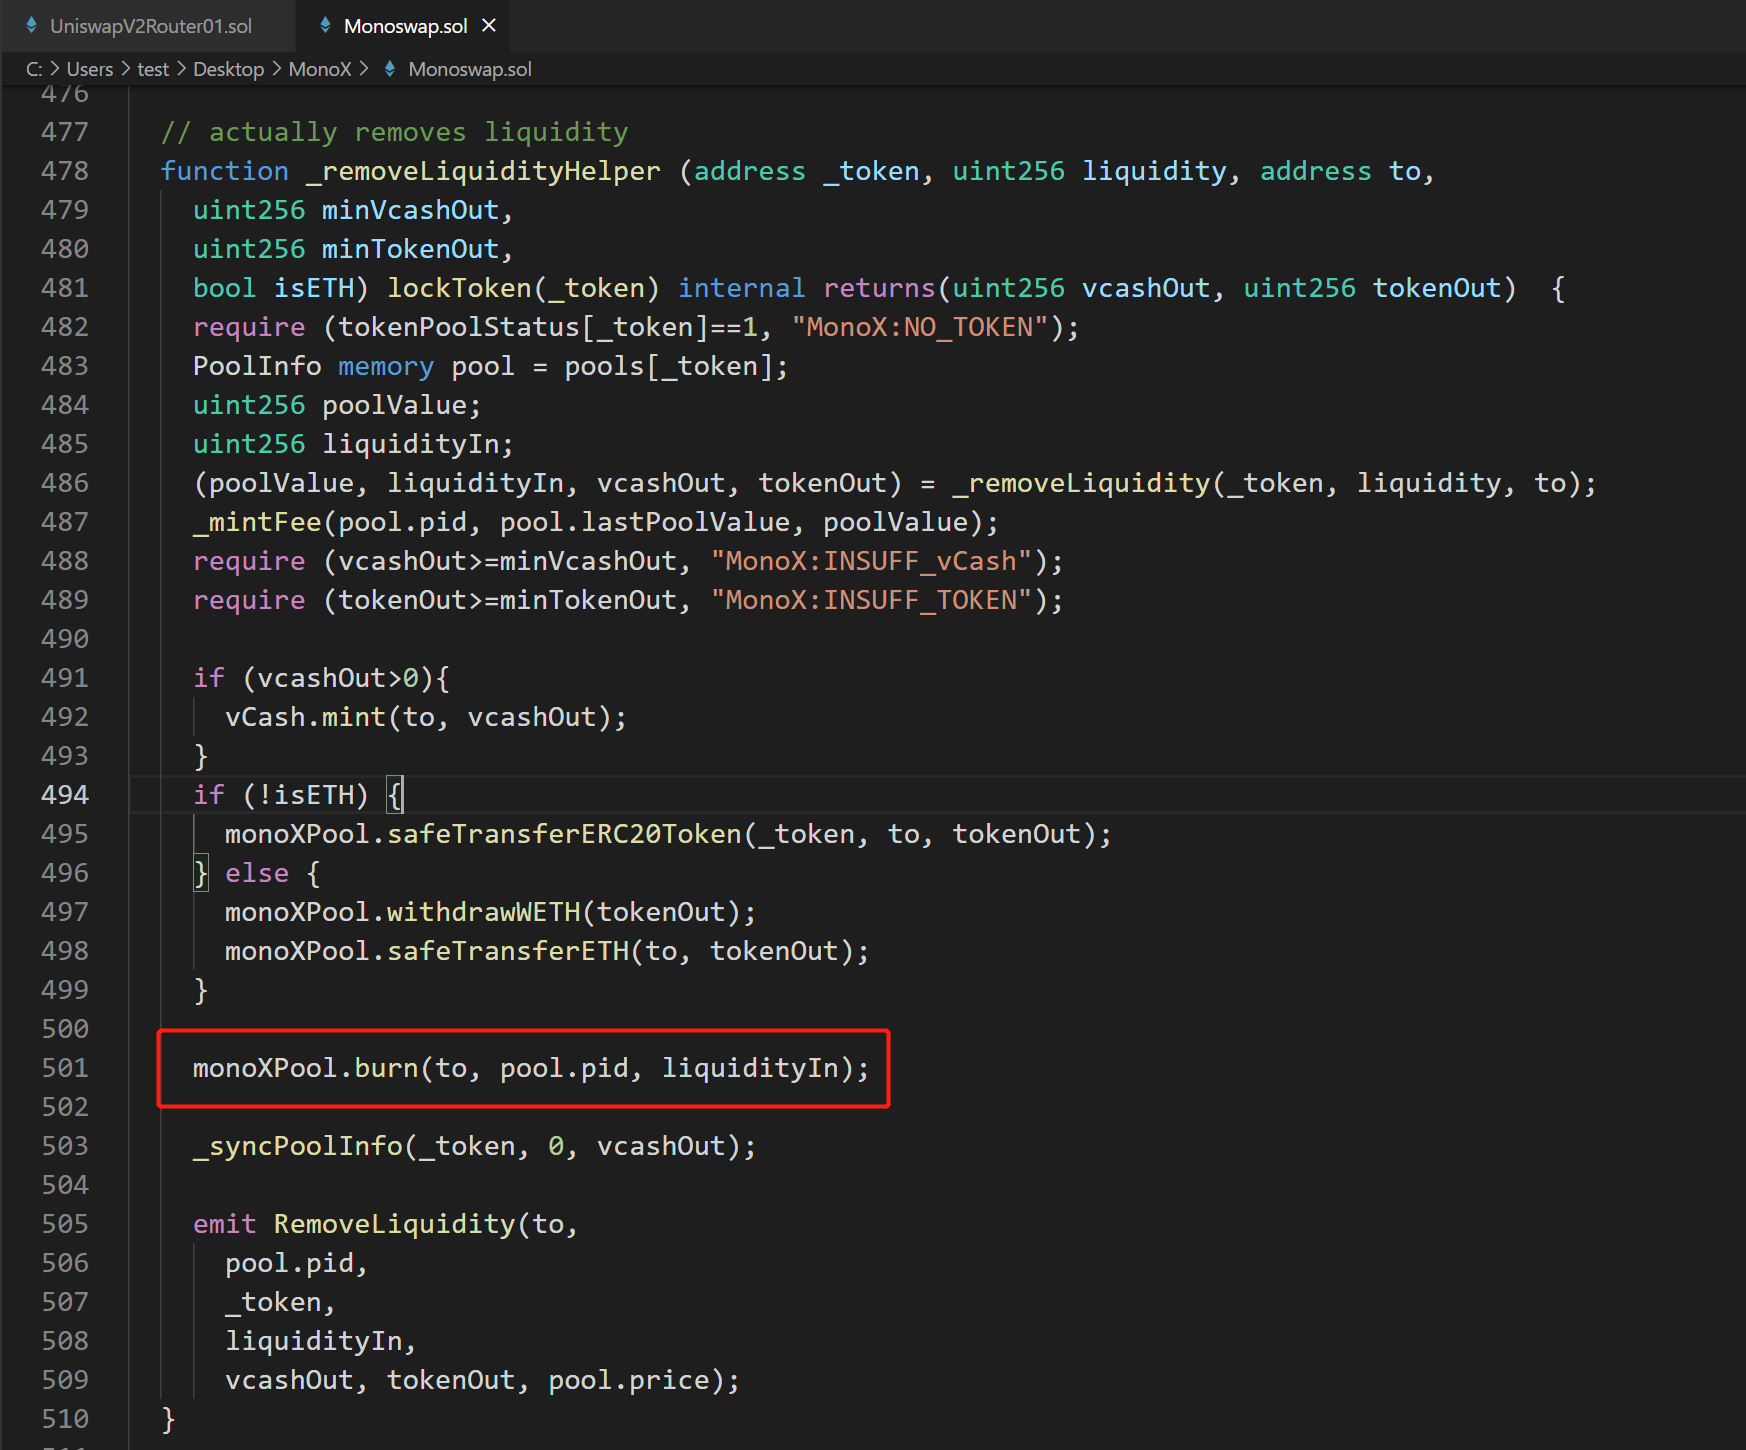 UniswapV2Router01.sol Monoswap.sol ×
C: > Users > test > Desktop > MonoX > Monoswap.sol
476
477 // actually removes liquidity
478 function _removeLiquidityHelper (address _token, uint256 liquidity, address to,
479 uint256 minVcashOut,
480 uint256 minTokenOut,
481 bool isETH) lockToken(_token) internal returns(uint256 vcashOut, uint256 tokenOut)  {
482 require (tokenPoolStatus[_token]==1, "MonoX:NO_TOKEN");
483 PoolInfo memory pool = pools[_token];
484 uint256 poolValue;
485 uint256 liquidityIn;
486 (poolValue, liquidityIn, vcashOut, tokenOut) = _removeLiquidity(_token, liquidity, to);
487 _mintFee(pool.pid, pool.lastPoolValue, poolValue);
488 require (vcashOut>=minVcashOut, "MonoX:INSUFF_vCash");
489 require (tokenOut>=minTokenOut, "MonoX:INSUFF_TOKEN");
490
491 if (vcashOut>0){
492 vCash.mint(to, vcashOut);
493 }
494 if (!isETH) {
495 monoXPool.safeTransferERC20Token(_token, to, tokenOut);
496 } else {
497 monoXPool.withdrawWETH(tokenOut);
498 monoXPool.safeTransferETH(to, tokenOut);
499 }
500
501 monoXPool.burn(to, pool.pid, liquidityIn);
502
503 _syncPoolInfo(_token, 0, vcashOut);
504
505 emit RemoveLiquidity(to,
506 pool.pid,
507 _token,
508 liquidityIn,
509 vcashOut, tokenOut, pool.price);
510 }